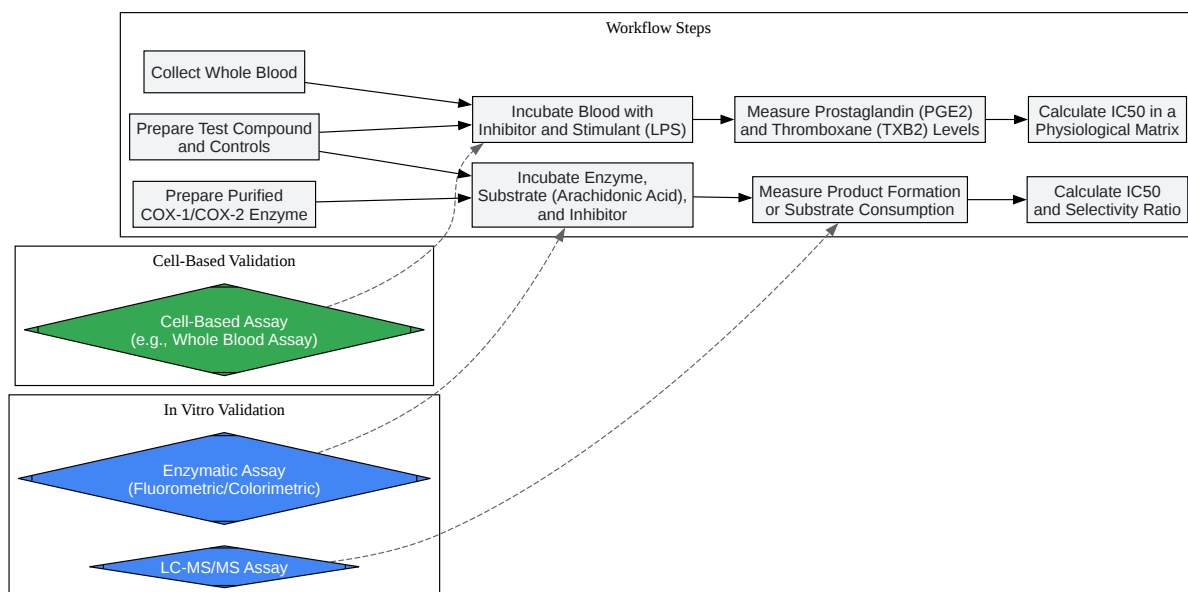 Workflow Steps
Collect Whole Blood
Prepare Test Compound
and Controls
Prepare Purified
COX-1/COX-2 Enzyme
Incubate Blood with
Inhibitor and Stimulant (LPS)
Incubate Enzyme,
Substrate (Arachidonic Acid),
and Inhibitor
Measure Prostaglandin (PGE2)
and Thromboxane (TXB2) Levels
Measure Product Formation
or Substrate Consumption
Calculate IC50 in a
Physiological Matrix
Calculate IC50
and Selectivity Ratio
Cell-Based Validation
Cell-Based Assay
(e.g., Whole Blood Assay)
In Vitro Validation
Enzymatic Assay
(Fluorometric/Colorimetric)
LC-MS/MS Assay